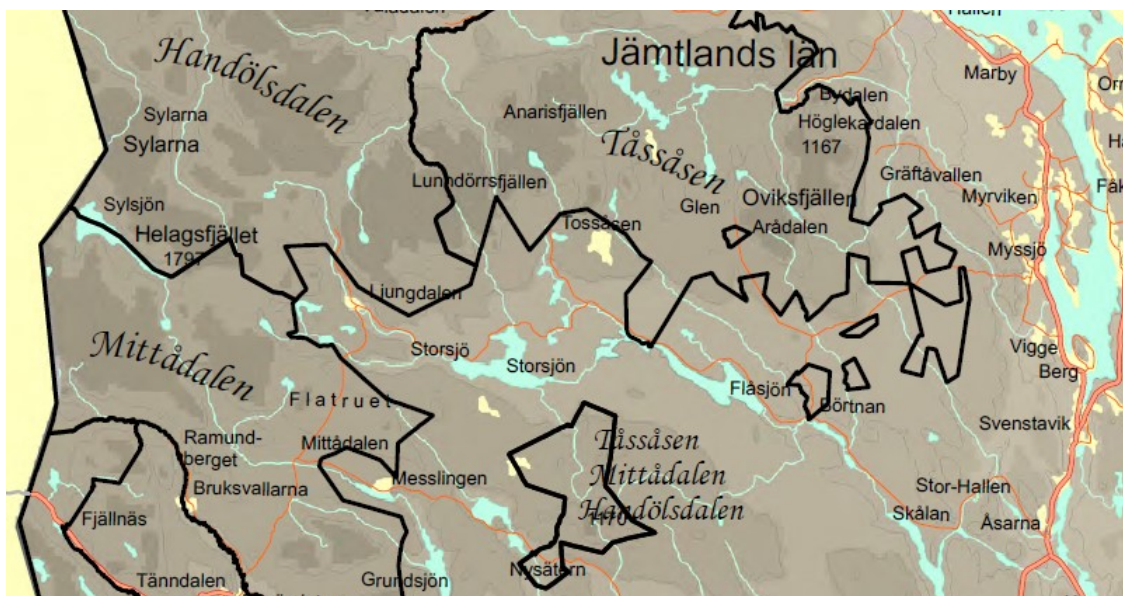 Hallen
Handölsdalen
Jämtlands län
Marby
Bydalen
Sylarna
Anarisfjällen
Höglekardalen
1167
Sylarna
Tåssåsen
Lunndörrsfjällen
Gräftåvallen
Oviksfjällen
Myrviken
Sylsjön
Glen
Tossåsen
Arådalen
Helagsfjället
1797
Myssjö
Ljungdalen
Mittådalen
Storsjö
Storsjön
Vigge
Berg
Flatruet
Flåsjön
Börtnan
Ramund-
berget
Mittådalen
Tåssåsen
Svenstavik
Bruksvallarna
Messlingen
Mittådalen
Stor-Hallen
Fjällnäs
Handölsdalen
1170
Skålan
Åsarna
Tänndalen
Grundsjön
Nysätern